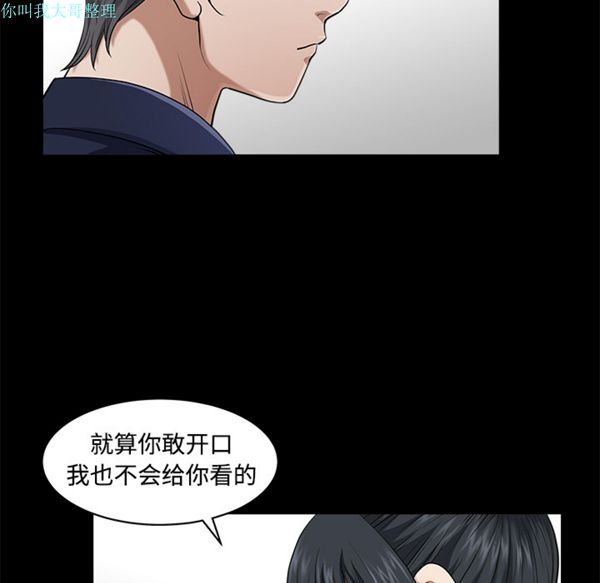 你叫我大哥整理
就算你敢开口
我也不会给你看的